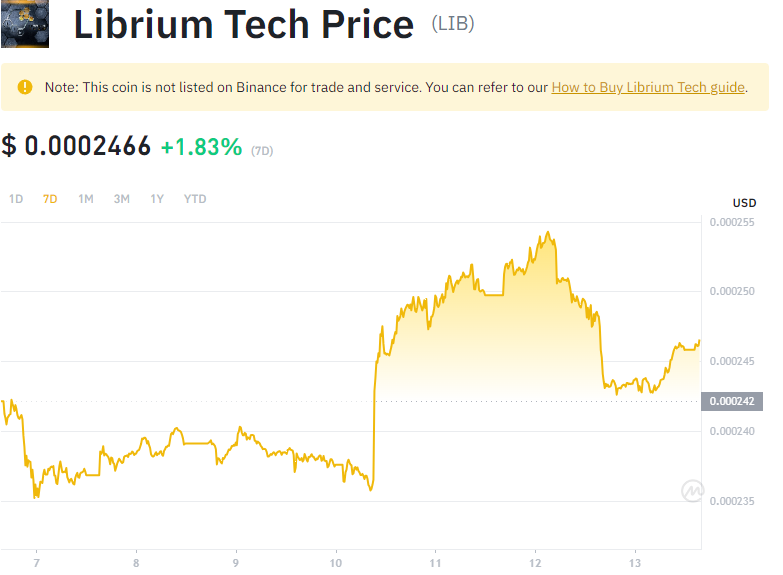 Librium Tech Price (LIB)
Note: This coin is not listed on Binance for trade and service. You can refer to our How to Buy Librium Tech guide.
$ 0.0002466 +1.83% (7D)
1D 7D 1M 3M 1Y YTD
USD
0.000255
0.000250
0.000245
0.000242
0.000240
0.000235
7 8 9 10 11 12 13